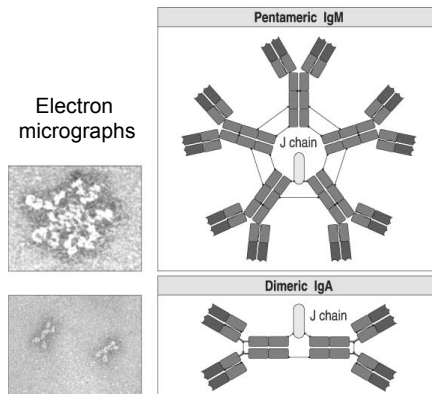 Pentameric IgM
Electron
micrographs
J chain
Dimeric IgA
J chain